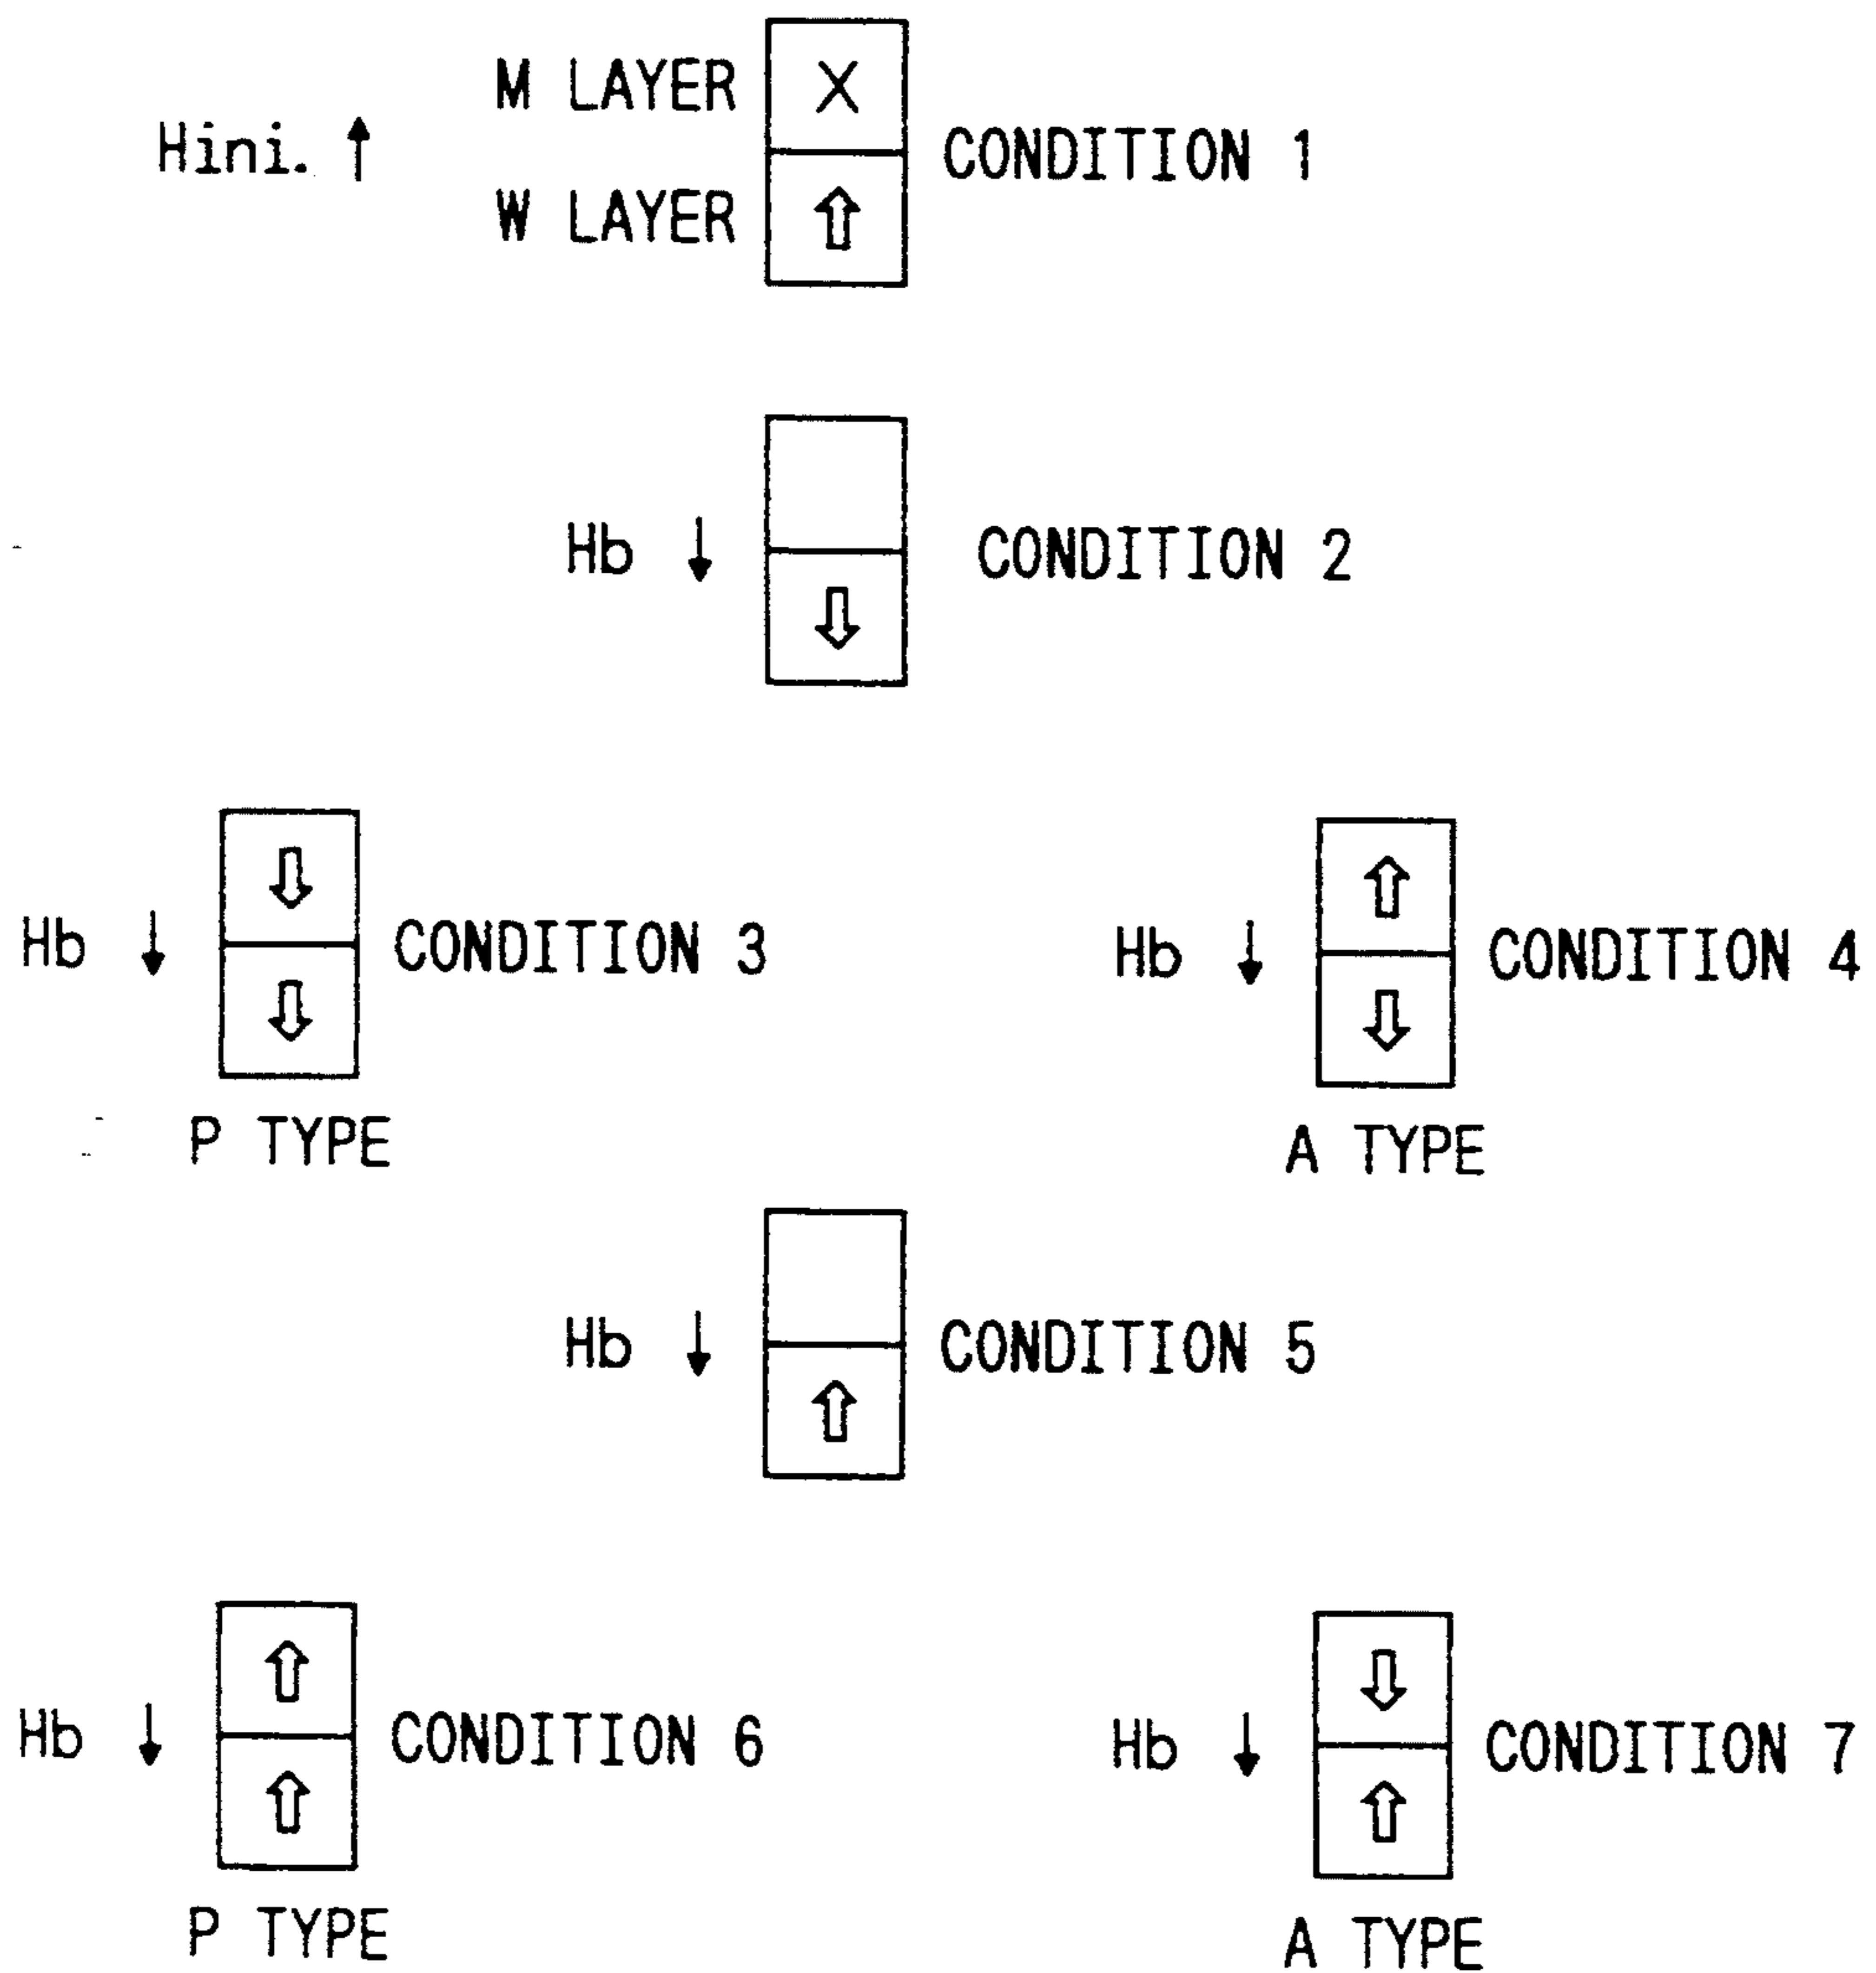 M LAYER X
Hini. ↑ CONDITION 1
W LAYER ⇧
Hb ↓ CONDITION 2
⇩
⇩ ⇧
Hb ↓ CONDITION 3 Hb ↓ CONDITION 4
⇩ ⇩
P TYPE A TYPE
Hb ↓ CONDITION 5
⇧
⇧ ⇩
Hb ↓ CONDITION 6 Hb ↓ CONDITION 7
⇧ ⇧
P TYPE A TYPE